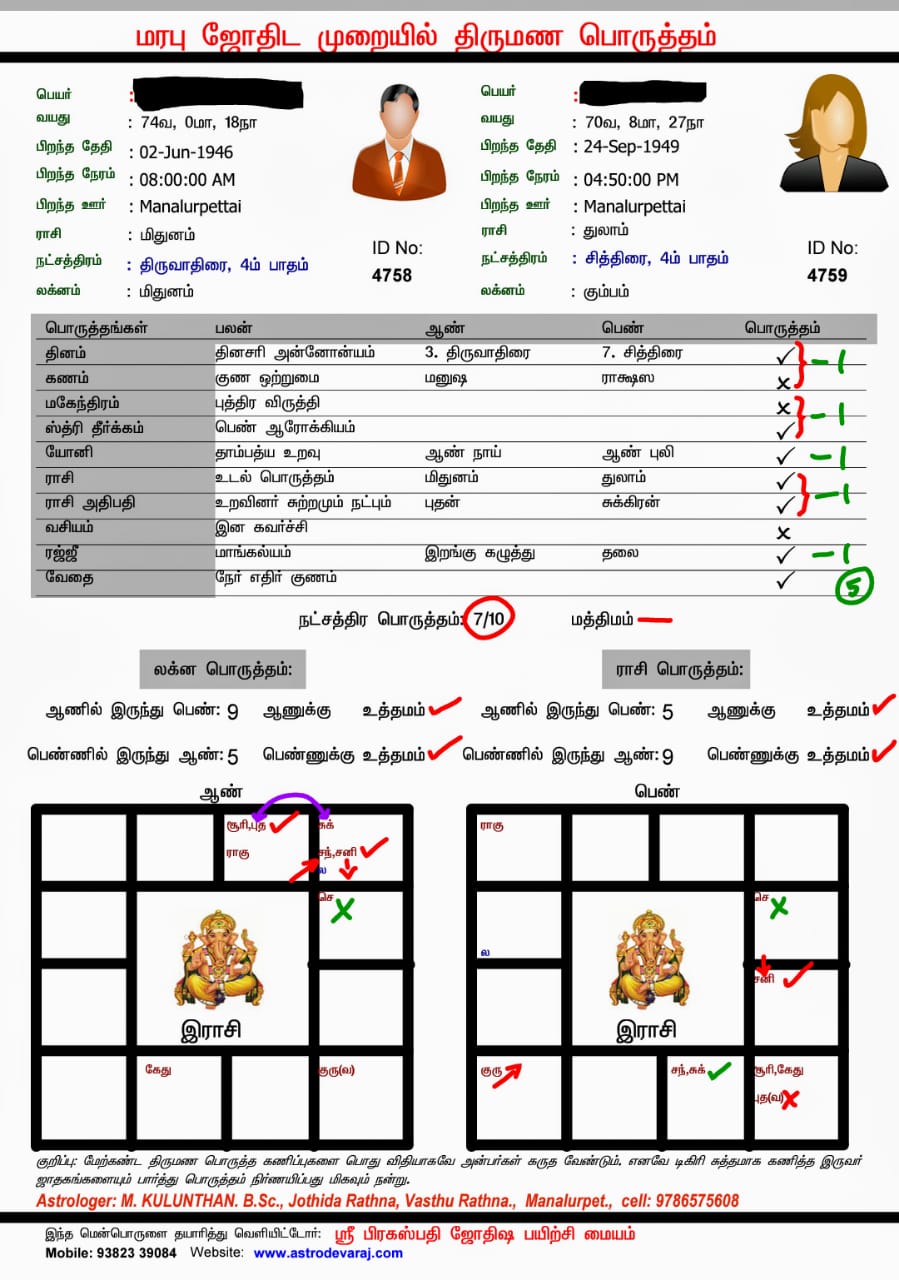 மரபு ஜோதிட முறையில் திருமண பொருத்தம்
பெயர் :
வயது : 74வ, 0மா, 18நா
பிறந்த தேதி : 02-Jun-1946
பிறந்த நேரம் : 08:00:00 AM
பிறந்த ஊர் : Manalurpettai
ராசி : மிதுனம்
நட்சத்திரம் : திருவாதிரை, 4ம் பாதம்
லக்னம் : மிதுனம்
ID No:
4758
பெயர் :
வயது : 70வ, 8மா, 27நா
பிறந்த தேதி : 24-Sep-1949
பிறந்த நேரம் : 04:50:00 PM
பிறந்த ஊர் : Manalurpettai
ராசி : துலாம்
நட்சத்திரம் : சித்திரை, 4ம் பாதம்
லக்னம் : கும்பம்
ID No:
4759
பொருத்தங்கள் பலன் ஆண் பெண் பொருத்தம்
தினம் தினசரி அன்னோன்யம் 3. திருவாதிரை 7. சித்திரை ✓
கணம் குண ஒற்றுமை மனுஷ ராக்ஷஸ x – 1
மகேந்திரம் புத்திர விருத்தி x
ஸ்த்ரி தீர்க்கம் பெண் ஆரோக்கியம் ✓ – 1
யோனி தாம்பத்ய உறவு ஆண் நாய் ஆண் புலி ✓ – 1
ராசி உடல் பொருத்தம் மிதுனம் துலாம் ✓
ராசி அதிபதி உறவினர் சுற்றமும் நட்பும் புதன் சுக்கிரன் ✓ – 1
வசியம் இன கவர்ச்சி x
ரஜ்ஜீ மாங்கல்யம் இறங்கு கழுத்து தலை ✓ – 1
வேதை நேர் எதிர் குணம் ✓ 5
நட்சத்திர பொருத்தம்: 7/10 மத்திமம்
லக்ன பொருத்தம்:
ஆணில் இருந்து பெண்: 9 ஆணுக்கு உத்தமம்
பெண்ணில் இருந்து ஆண்: 5 பெண்ணுக்கு உத்தமம்
ராசி பொருத்தம்:
ஆணில் இருந்து பெண்: 5 ஆணுக்கு உத்தமம்
பெண்ணில் இருந்து ஆண்: 9 பெண்ணுக்கு உத்தமம்
ஆண்
சூரி,புத சுக்
ராகு சந்,சனி
ல
செ
இராசி
கேது குரு(வ)
பெண்
ராகு
செ
ல
சனி
இராசி
குரு சந்,சுக் சூரி,கேது
புத(வ)
குறிப்பு: மேற்கண்ட திருமண பொருத்த கணிப்புகளை பொது விதியாகவே அன்பர்கள் கருத வேண்டும். எனவே டிகிரி சுத்தமாக கணித்த இருவர்
ஜாதகங்களையும் பார்த்து பொருத்தம் நிர்ணயிப்பது மிகவும் நன்று.
Astrologer: M. KULUNTHAN. B.Sc., Jothida Rathna, Vasthu Rathna., Manalurpet., cell: 9786575608
இந்த மென்பொருளை தயாரித்து வெளியிட்டோர்: ஸ்ரீ பிரகஸ்பதி ஜோதிஷ பயிற்சி மையம்
Mobile: 93823 39084 Website: www.astrodevaraj.com